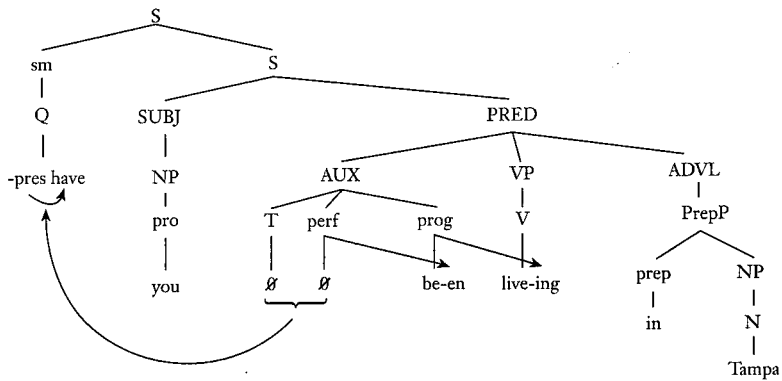 S
sm S
Q SUBJ PRED
-pres have NP AUX VP ADVL
pro T perf prog V PrepP
you Ø Ø be-en live-ing prep NP
in N
Tampa